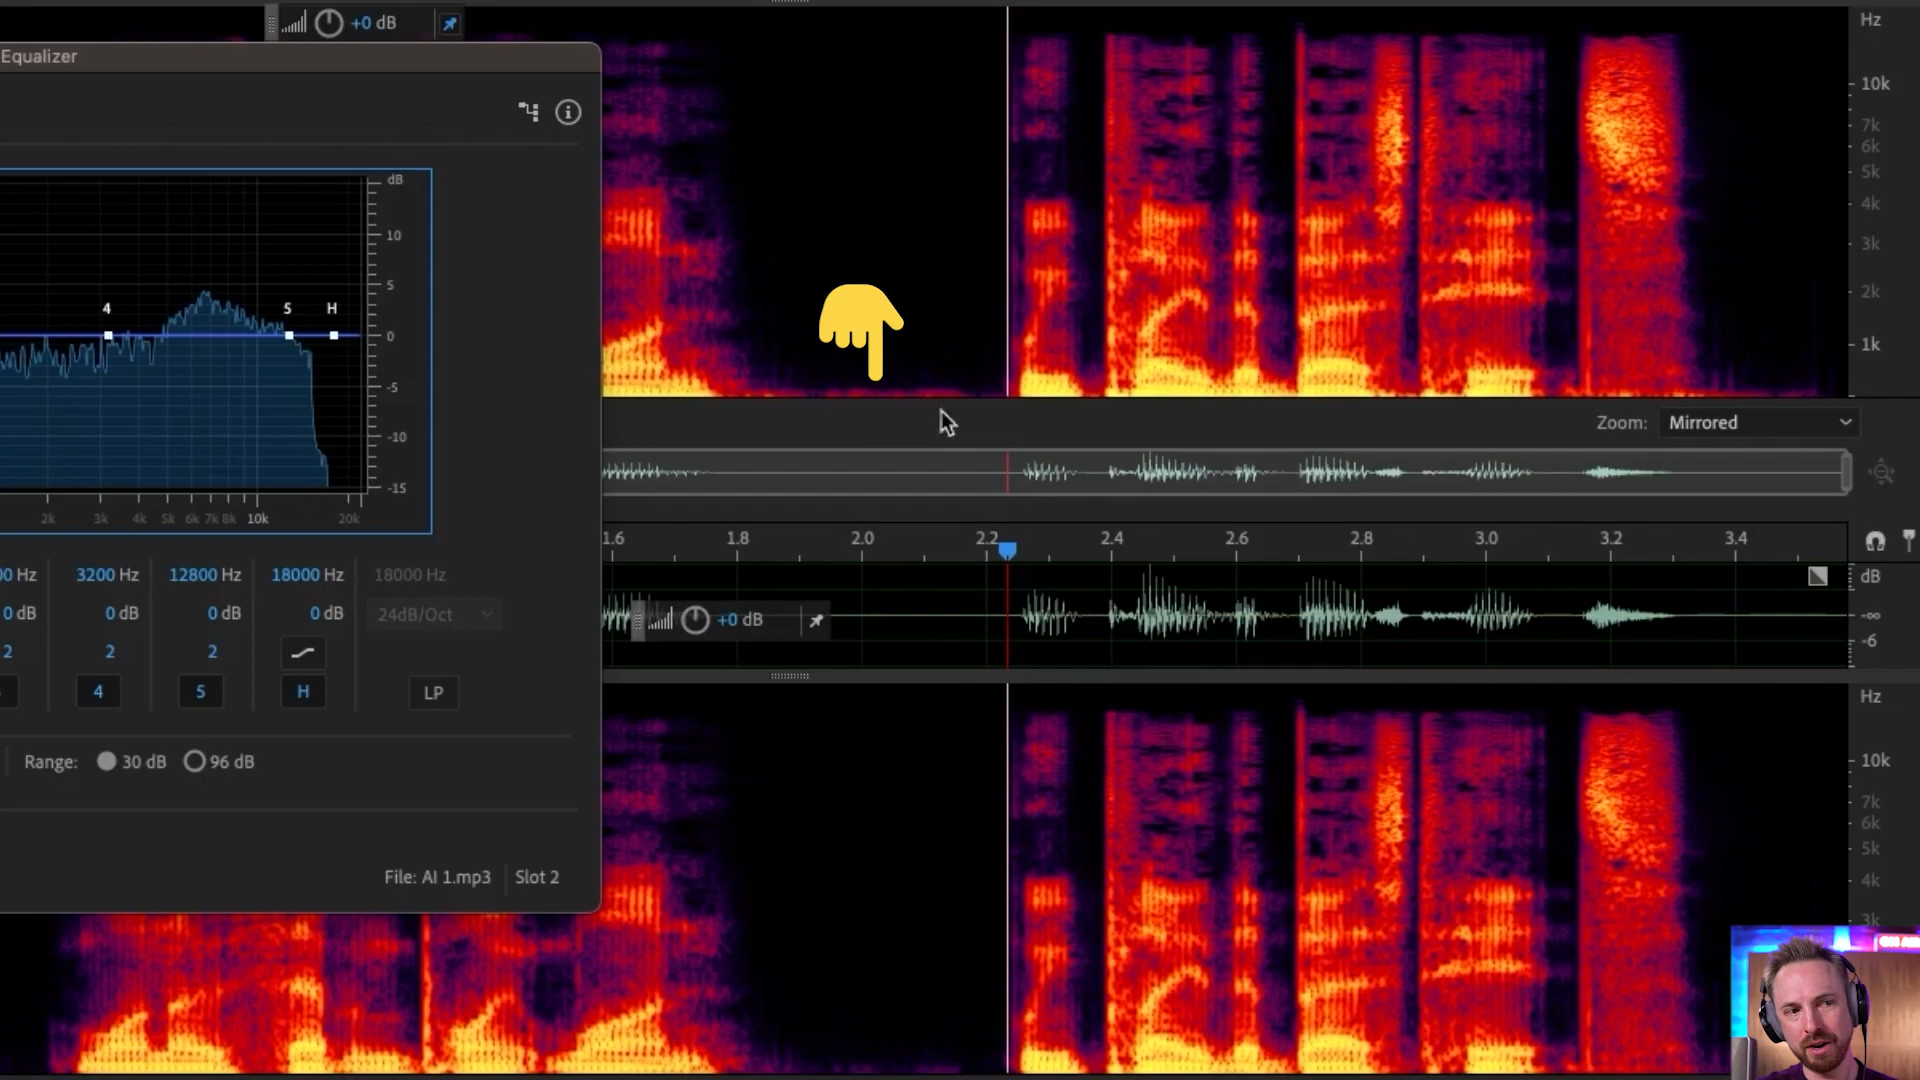 +0 dB
Equalizer
dB
10
5
0
-5
-10
-15
4 5 H
2k 3k 4k 5k 6k 7k 8k 10k 20k
0 Hz 3200 Hz 12800 Hz 18000 Hz 18000 Hz
0 dB 0 dB 0 dB 0 dB 24dB/Oct
2 2 2
4 5 H LP
Range: 30 dB 96 dB
File: AI 1.mp3 Slot 2
Hz
10k
7k
6k
5k
4k
3k
2k
1k
Zoom: Mirrored
1.6 1.8 2.0 2.2 2.4 2.6 2.8 3.0 3.2 3.4
+0 dB
dB
-∞
-6
Hz
10k
7k
6k
5k
4k
3k